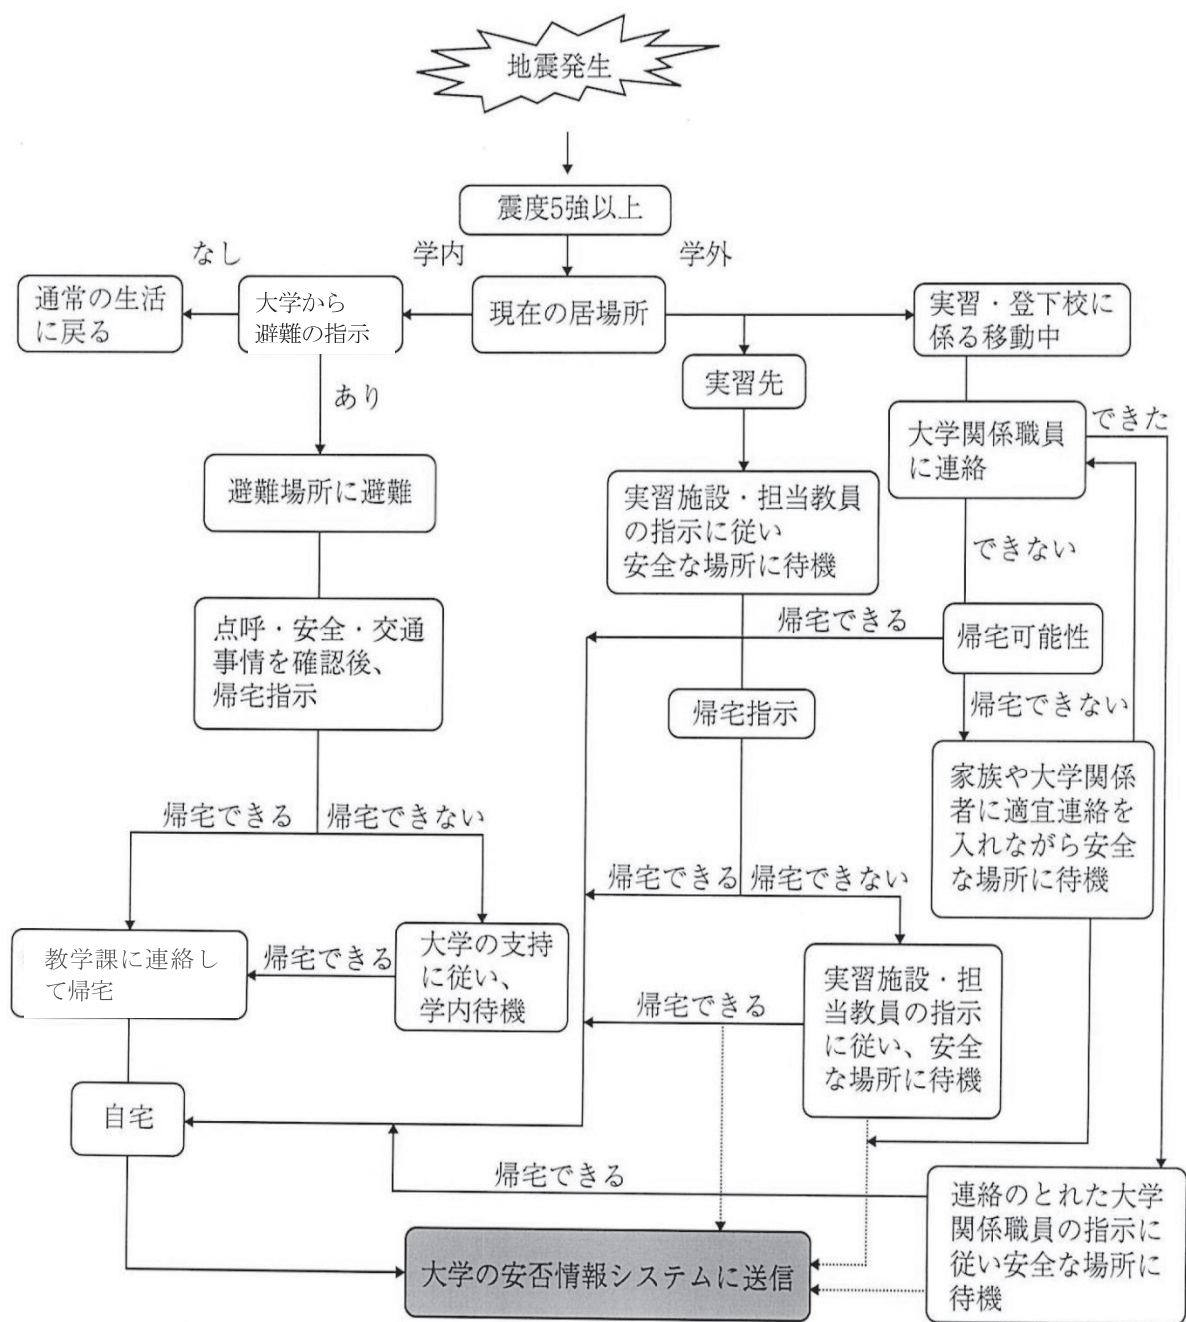 地震発生
震度5強以上
なし
学内
学外
通常の生活
に戻る
大学から
避難の指示
現在の居場所
実習・登下校に
係る移動中
実習先
あり
大学関係職員
に連絡
できた
避難場所に避難
実習施設・担当教員
の指示に従い
安全な場所に待機
できない
点呼・安全・交通
事情を確認後、
帰宅指示
帰宅できる
帰宅可能性
帰宅指示
帰宅できない
家族や大学関係
者に適宜連絡を
入れながら安全
な場所に待機
帰宅できる
帰宅できない
帰宅できる
帰宅できない
教学課に連絡し
て帰宅
帰宅できる
大学の支持
に従い、
学内待機
帰宅できる
実習施設・担
当教員の指示
に従い、安全
な場所に待機
自宅
帰宅できる
連絡のとれた大学
関係職員の指示に
従い安全な場所に
待機
大学の安否情報システムに送信